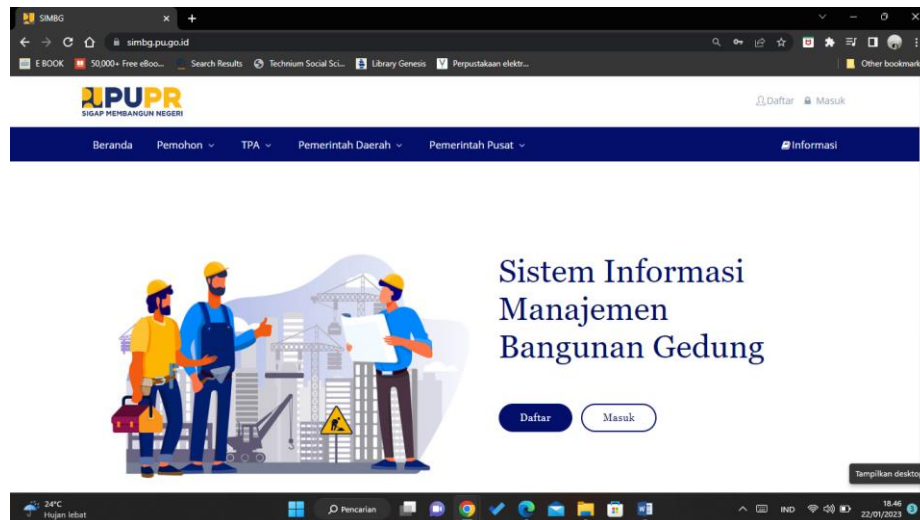 SIMBG
simbg.pu.go.id
E BOOK
50,000+ Free eBoo...
Search Results
Technium Social Sci...
Library Genesis
Perpustakaan elektr...
Other bookmark
PUPR
SIGAP MEMBANGUN NEGERI
Daftar
Masuk
Beranda
Pemohon
TPA
Pemerintah Daerah
Pemerintah Pusat
Informasi
Sistem Informasi
Manajemen
Bangunan Gedung
Daftar
Masuk
Tampilkan deskto
24°C
Hujan lebat
Pencarian
IND
18.46
22/01/2023